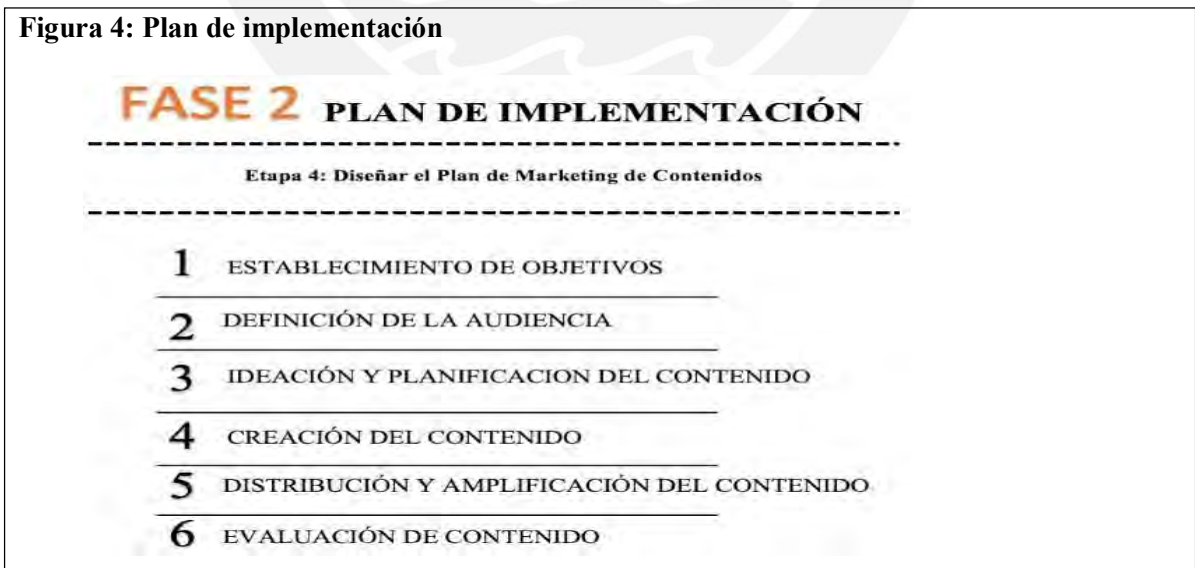 Figura 4: Plan de implementación
FASE 2 PLAN DE IMPLEMENTACIÓN
Etapa 4: Diseñar el Plan de Marketing de Contenidos
1 ESTABLECIMIENTO DE OBJETIVOS
2 DEFINICIÓN DE LA AUDIENCIA
3 IDEACIÓN Y PLANIFICACION DEL CONTENIDO
4 CREACIÓN DEL CONTENIDO
5 DISTRIBUCIÓN Y AMPLIFICACIÓN DEL CONTENIDO
6 EVALUACIÓN DE CONTENIDO